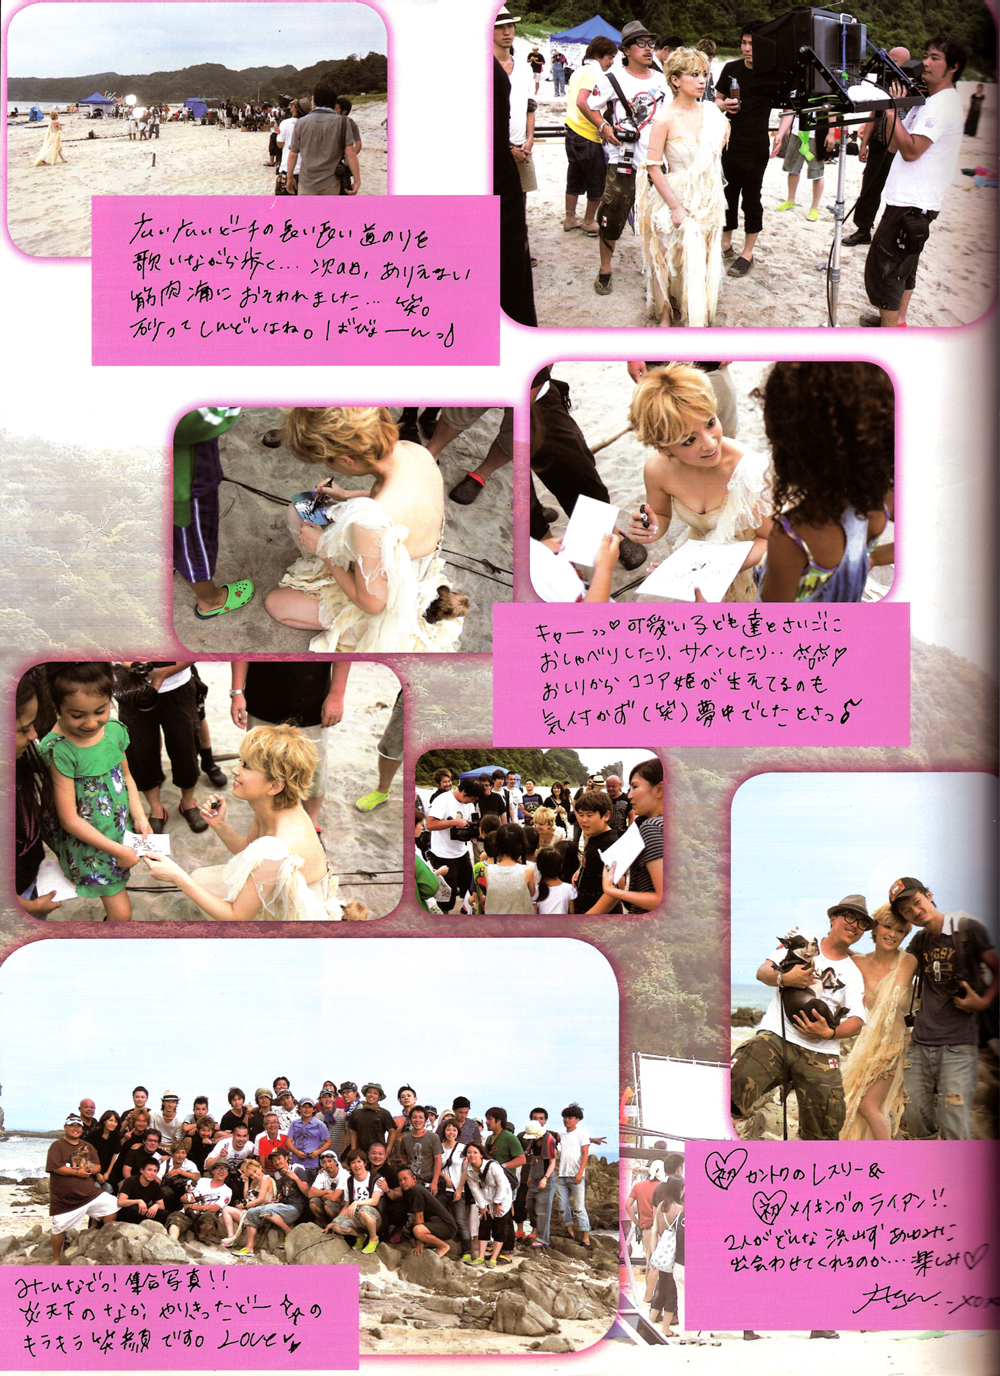 広い広いビーチの長い長い道のりを
歌いながら歩く… 次の日、ありえない
筋肉痛におそわれました… 笑。
砂ってしんどいはね。しばびょーんっ♪
キャーっっ♡可愛い子ども達とさいごに
おしゃべりしたり、サインしたり‥
おしりから ココア姫が生えてるのも
気付かず(笑)夢中でしたとさっ♪
初 カントクのレスリー&
初 メイキングのライアン!!
2人がどんな 浜崎あゆみに
出会わせてくれるのか… 楽しみ♡
みんなでっ! 集合写真!!
炎天下のなか、やりきったどー ☆の
キラキラ笑顔です。LOVE♡